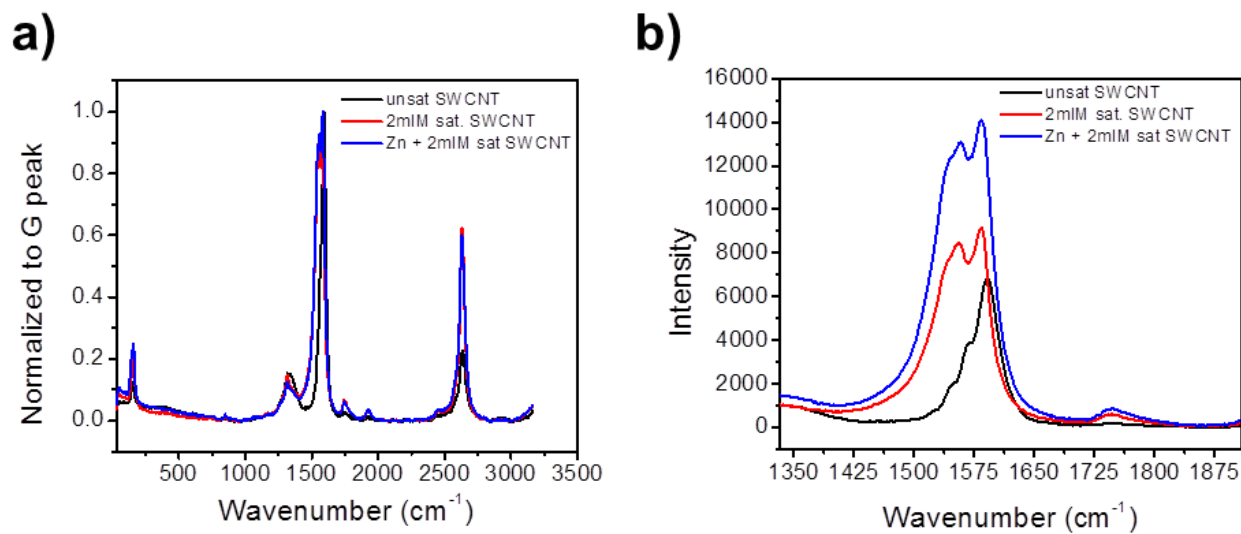 a)
Normalized to G peak
1.0
0.8
0.6
0.4
0.2
0.0
unsat SWCNT
2mIM sat. SWCNT
Zn + 2mIM sat SWCNT
500 1000 1500 2000 2500 3000 3500
Wavenumber (cm⁻¹)
b)
Intensity
16000
14000
12000
10000
8000
6000
4000
2000
0
unsat SWCNT
2mIM sat. SWCNT
Zn + 2mIM sat SWCNT
1350 1425 1500 1575 1650 1725 1800 1875
Wavenumber (cm⁻¹)